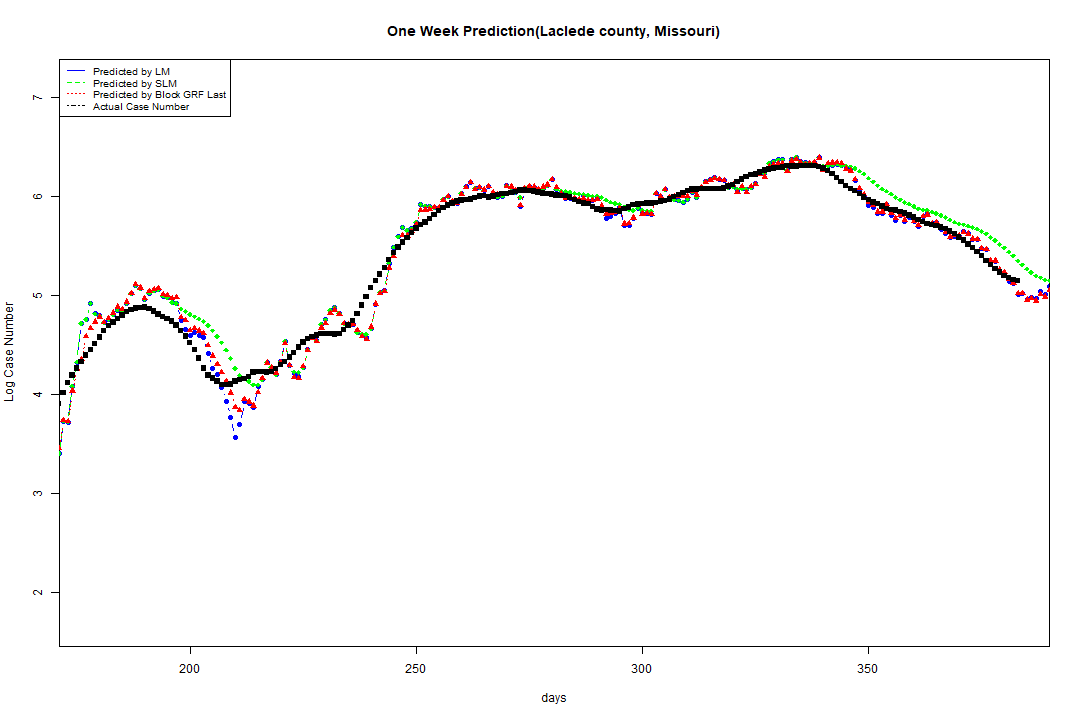 One Week Prediction(Laclede county, Missouri)
Predicted by LM
Predicted by SLM
Predicted by Block GRF Last
Actual Case Number
7
6
5
4
3
2
Log Case Number
200
250
300
350
days